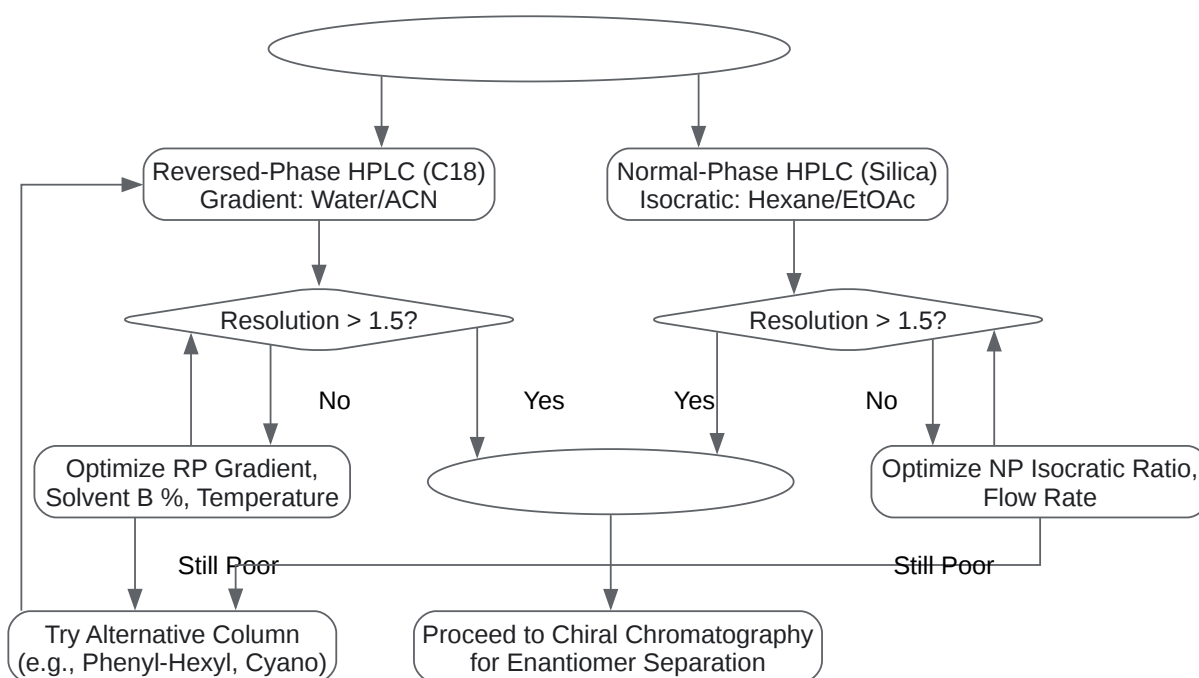 Reversed-Phase HPLC (C18)
Gradient: Water/ACN
Normal-Phase HPLC (Silica)
Isocratic: Hexane/EtOAc
Resolution > 1.5?
Resolution > 1.5?
No
Yes
Yes
No
Optimize RP Gradient,
Solvent B %, Temperature
Optimize NP Isocratic Ratio,
Flow Rate
Still Poor
Still Poor
Try Alternative Column
(e.g., Phenyl-Hexyl, Cyano)
Proceed to Chiral Chromatography
for Enantiomer Separation